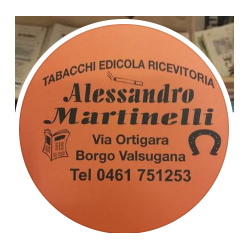 TABACCHI EDICOLA RICEVITORIA
Alessandro
Martinelli
Via Ortigara
Borgo Valsugana
Tel 0461 751253